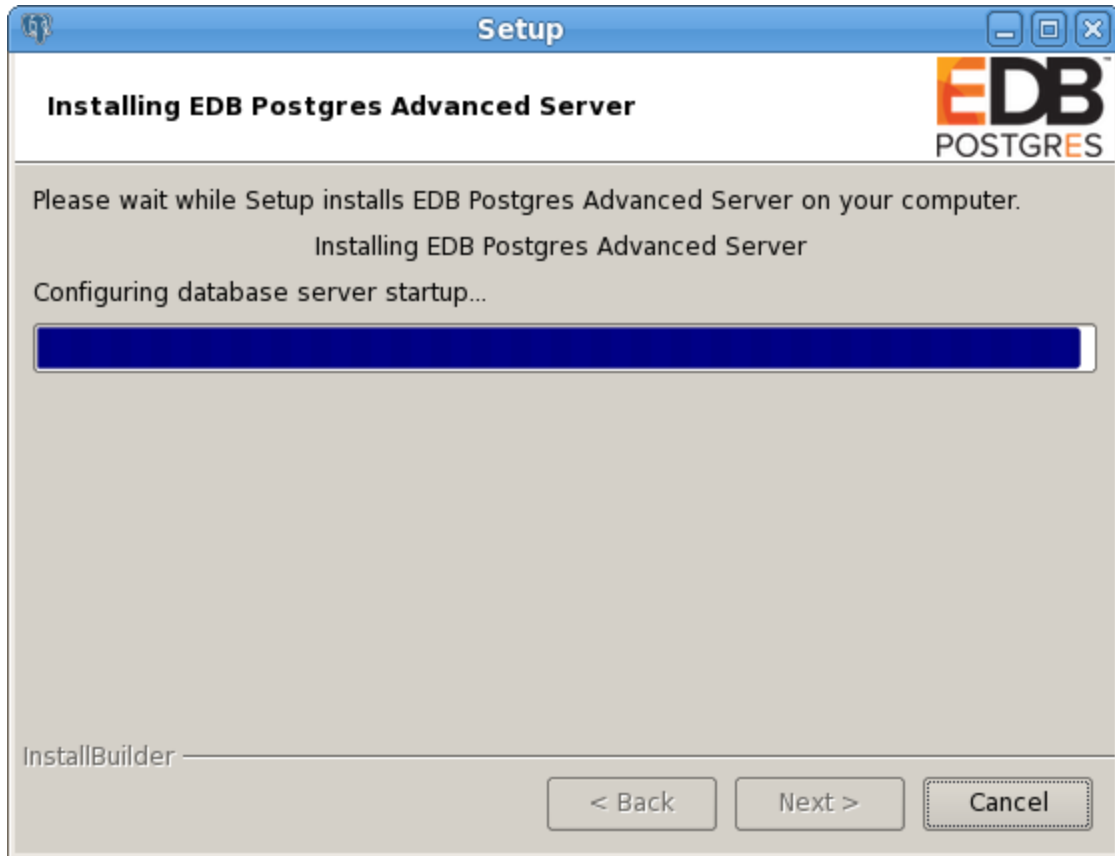 Setup
Installing EDB Postgres Advanced Server
EDB™
POSTGRES
Please wait while Setup installs EDB Postgres Advanced Server on your computer.
Installing EDB Postgres Advanced Server
Configuring database server startup...
InstallBuilder
< Back
Next >
Cancel